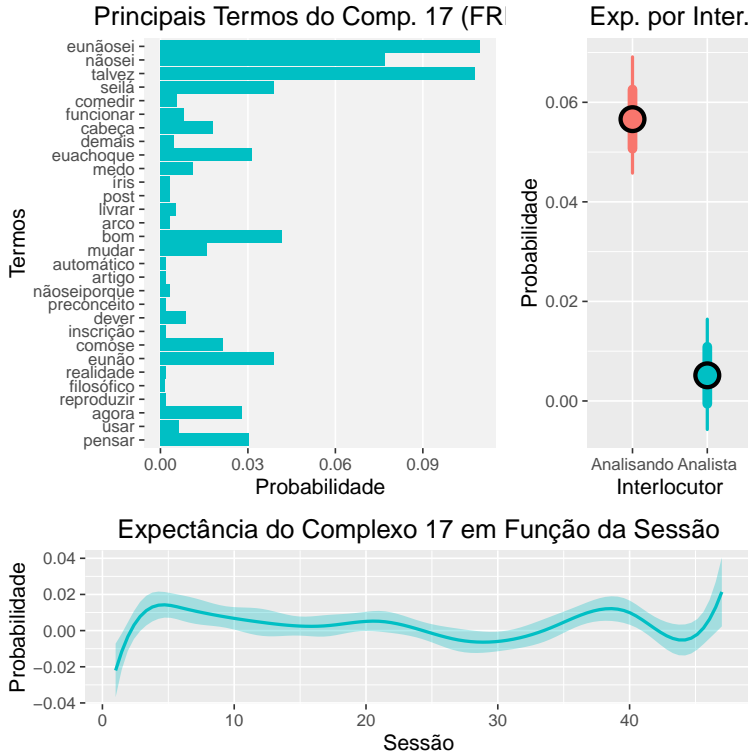 Principais Termos do Comp. 17 (FRI
Exp. por Inter.
Termos
eunãosei
nãosei
talvez
seilá
comedir
funcionar
cabeça
demais
euachoque
medo
íris
post
livrar
arco
bom
mudar
automático
artigo
nãoseiporque
preconceito
dever
inscrição
comose
eunão
realidade
filosófico
reproduzir
agora
usar
pensar
0.00 0.03 0.06 0.09
Probabilidade
Probabilidade
0.06
0.04
0.02
0.00
Analisando Analista
Interlocutor
Expectância do Complexo 17 em Função da Sessão
Probabilidade
0.04
0.02
0.00
−0.02
−0.04
0 10 20 30 40
Sessão